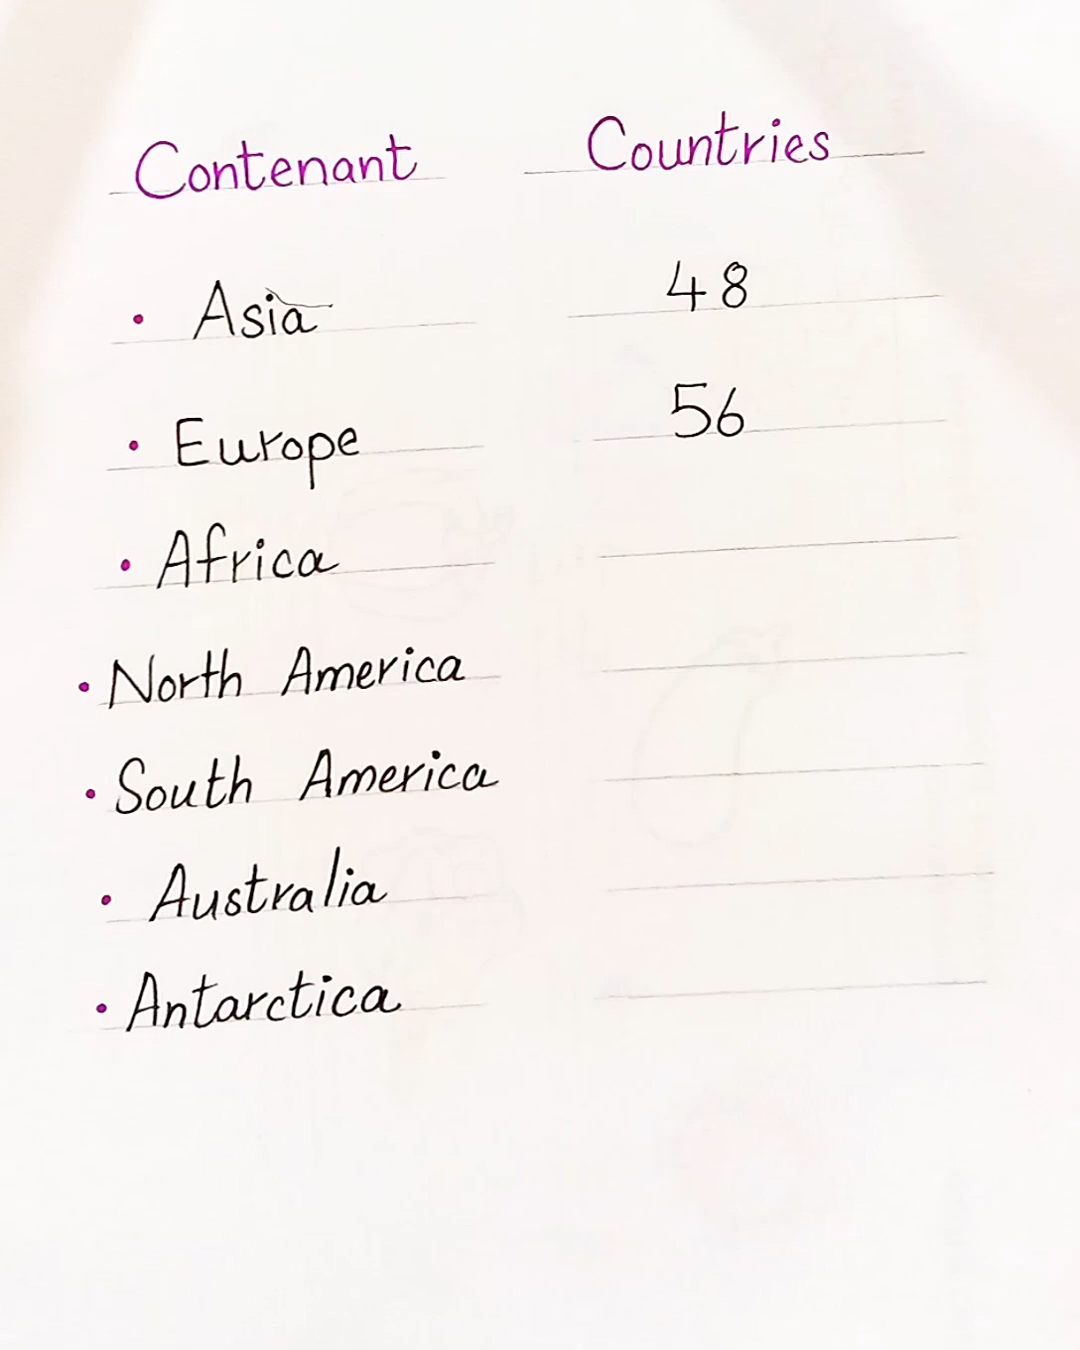 Contenant Countries
• Asia 48
• Europe 56
• Africa
• North America
• South America
• Australia
• Antarctica